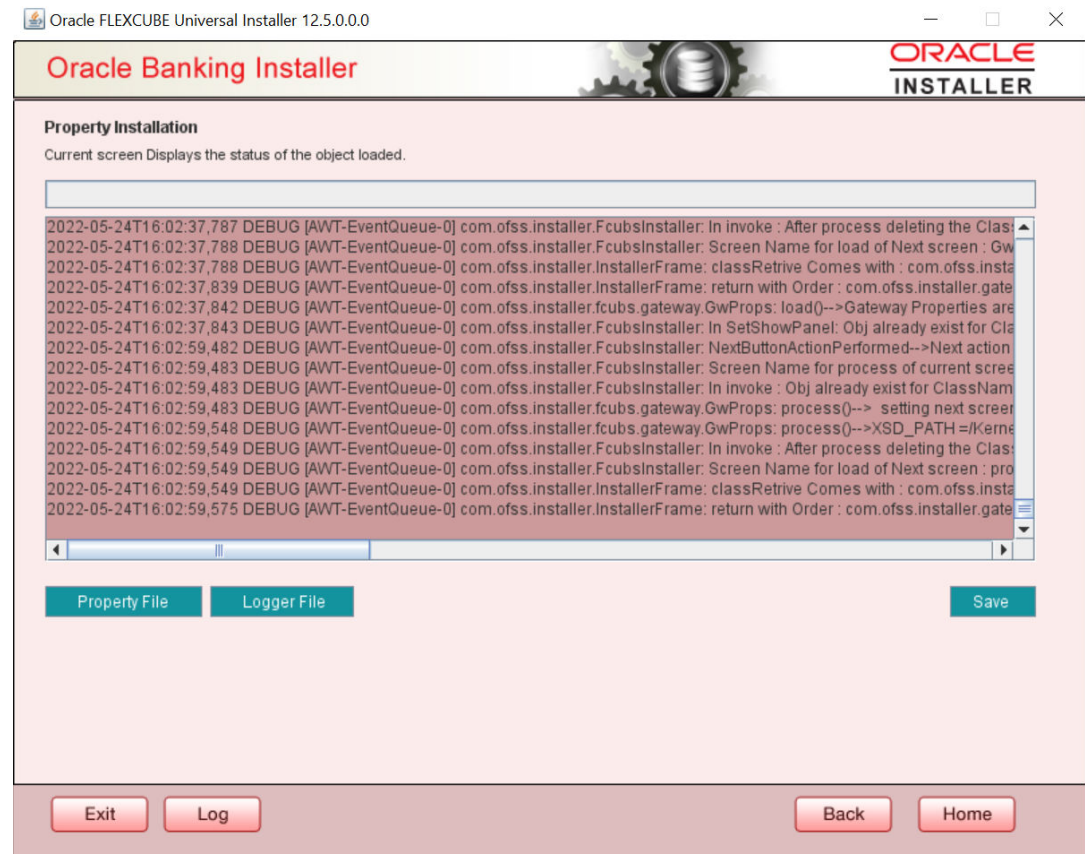 Oracle FLEXCUBE Universal Installer 12.5.0.0.0
Oracle Banking Installer
ORACLE
INSTALLER
Property Installation
Current screen Displays the status of the object loaded.
2022-05-24T16:02:37,787 DEBUG [AWT-EventQueue-0] com.ofss.installer.FcubsInstaller: In invoke : After process deleting the Clas
2022-05-24T16:02:37,788 DEBUG [AWT-EventQueue-0] com.ofss.installer.FcubsInstaller: Screen Name for load of Next screen : Gw
2022-05-24T16:02:37,788 DEBUG [AWT-EventQueue-0] com.ofss.installer.InstallerFrame: classRetrive Comes with : com.ofss.insta
2022-05-24T16:02:37,839 DEBUG [AWT-EventQueue-0] com.ofss.installer.InstallerFrame: return with Order : com.ofss.installer.gate
2022-05-24T16:02:37,842 DEBUG [AWT-EventQueue-0] com.ofss.installer.fcubs.gateway.GwProps: load()-->Gateway Properties are
2022-05-24T16:02:37,843 DEBUG [AWT-EventQueue-0] com.ofss.installer.FcubsInstaller: In SetShowPanel: Obj already exist for Cla
2022-05-24T16:02:59,482 DEBUG [AWT-EventQueue-0] com.ofss.installer.FcubsInstaller: NextButtonActionPerformed-->Next action
2022-05-24T16:02:59,483 DEBUG [AWT-EventQueue-0] com.ofss.installer.FcubsInstaller: Screen Name for process of current scree
2022-05-24T16:02:59,483 DEBUG [AWT-EventQueue-0] com.ofss.installer.FcubsInstaller: In invoke : Obj already exist for ClassNam
2022-05-24T16:02:59,483 DEBUG [AWT-EventQueue-0] com.ofss.installer.fcubs.gateway.GwProps: process()--> setting next screen
2022-05-24T16:02:59,548 DEBUG [AWT-EventQueue-0] com.ofss.installer.fcubs.gateway.GwProps: process()-->XSD_PATH =/Kerne
2022-05-24T16:02:59,549 DEBUG [AWT-EventQueue-0] com.ofss.installer.FcubsInstaller: In invoke : After process deleting the Clas
2022-05-24T16:02:59,549 DEBUG [AWT-EventQueue-0] com.ofss.installer.FcubsInstaller: Screen Name for load of Next screen : pro
2022-05-24T16:02:59,549 DEBUG [AWT-EventQueue-0] com.ofss.installer.InstallerFrame: classRetrive Comes with : com.ofss.insta
2022-05-24T16:02:59,575 DEBUG [AWT-EventQueue-0] com.ofss.installer.InstallerFrame: return with Order : com.ofss.installer.gate
Property File
Logger File
Save
Exit
Log
Back
Home